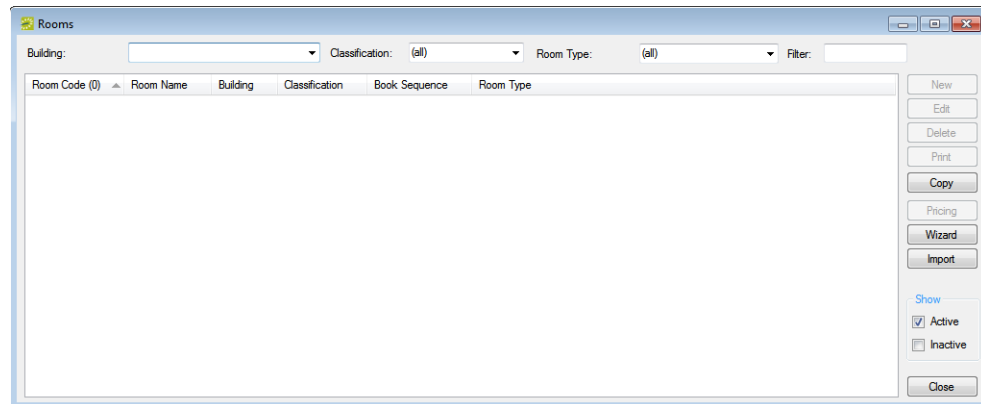 Rooms
Building: Classification: (all) Room Type: (all) Filter:
Room Code (0) Room Name Building Classification Book Sequence Room Type
New
Edit
Delete
Print
Copy
Pricing
Wizard
Import
Show
Active
Inactive
Close